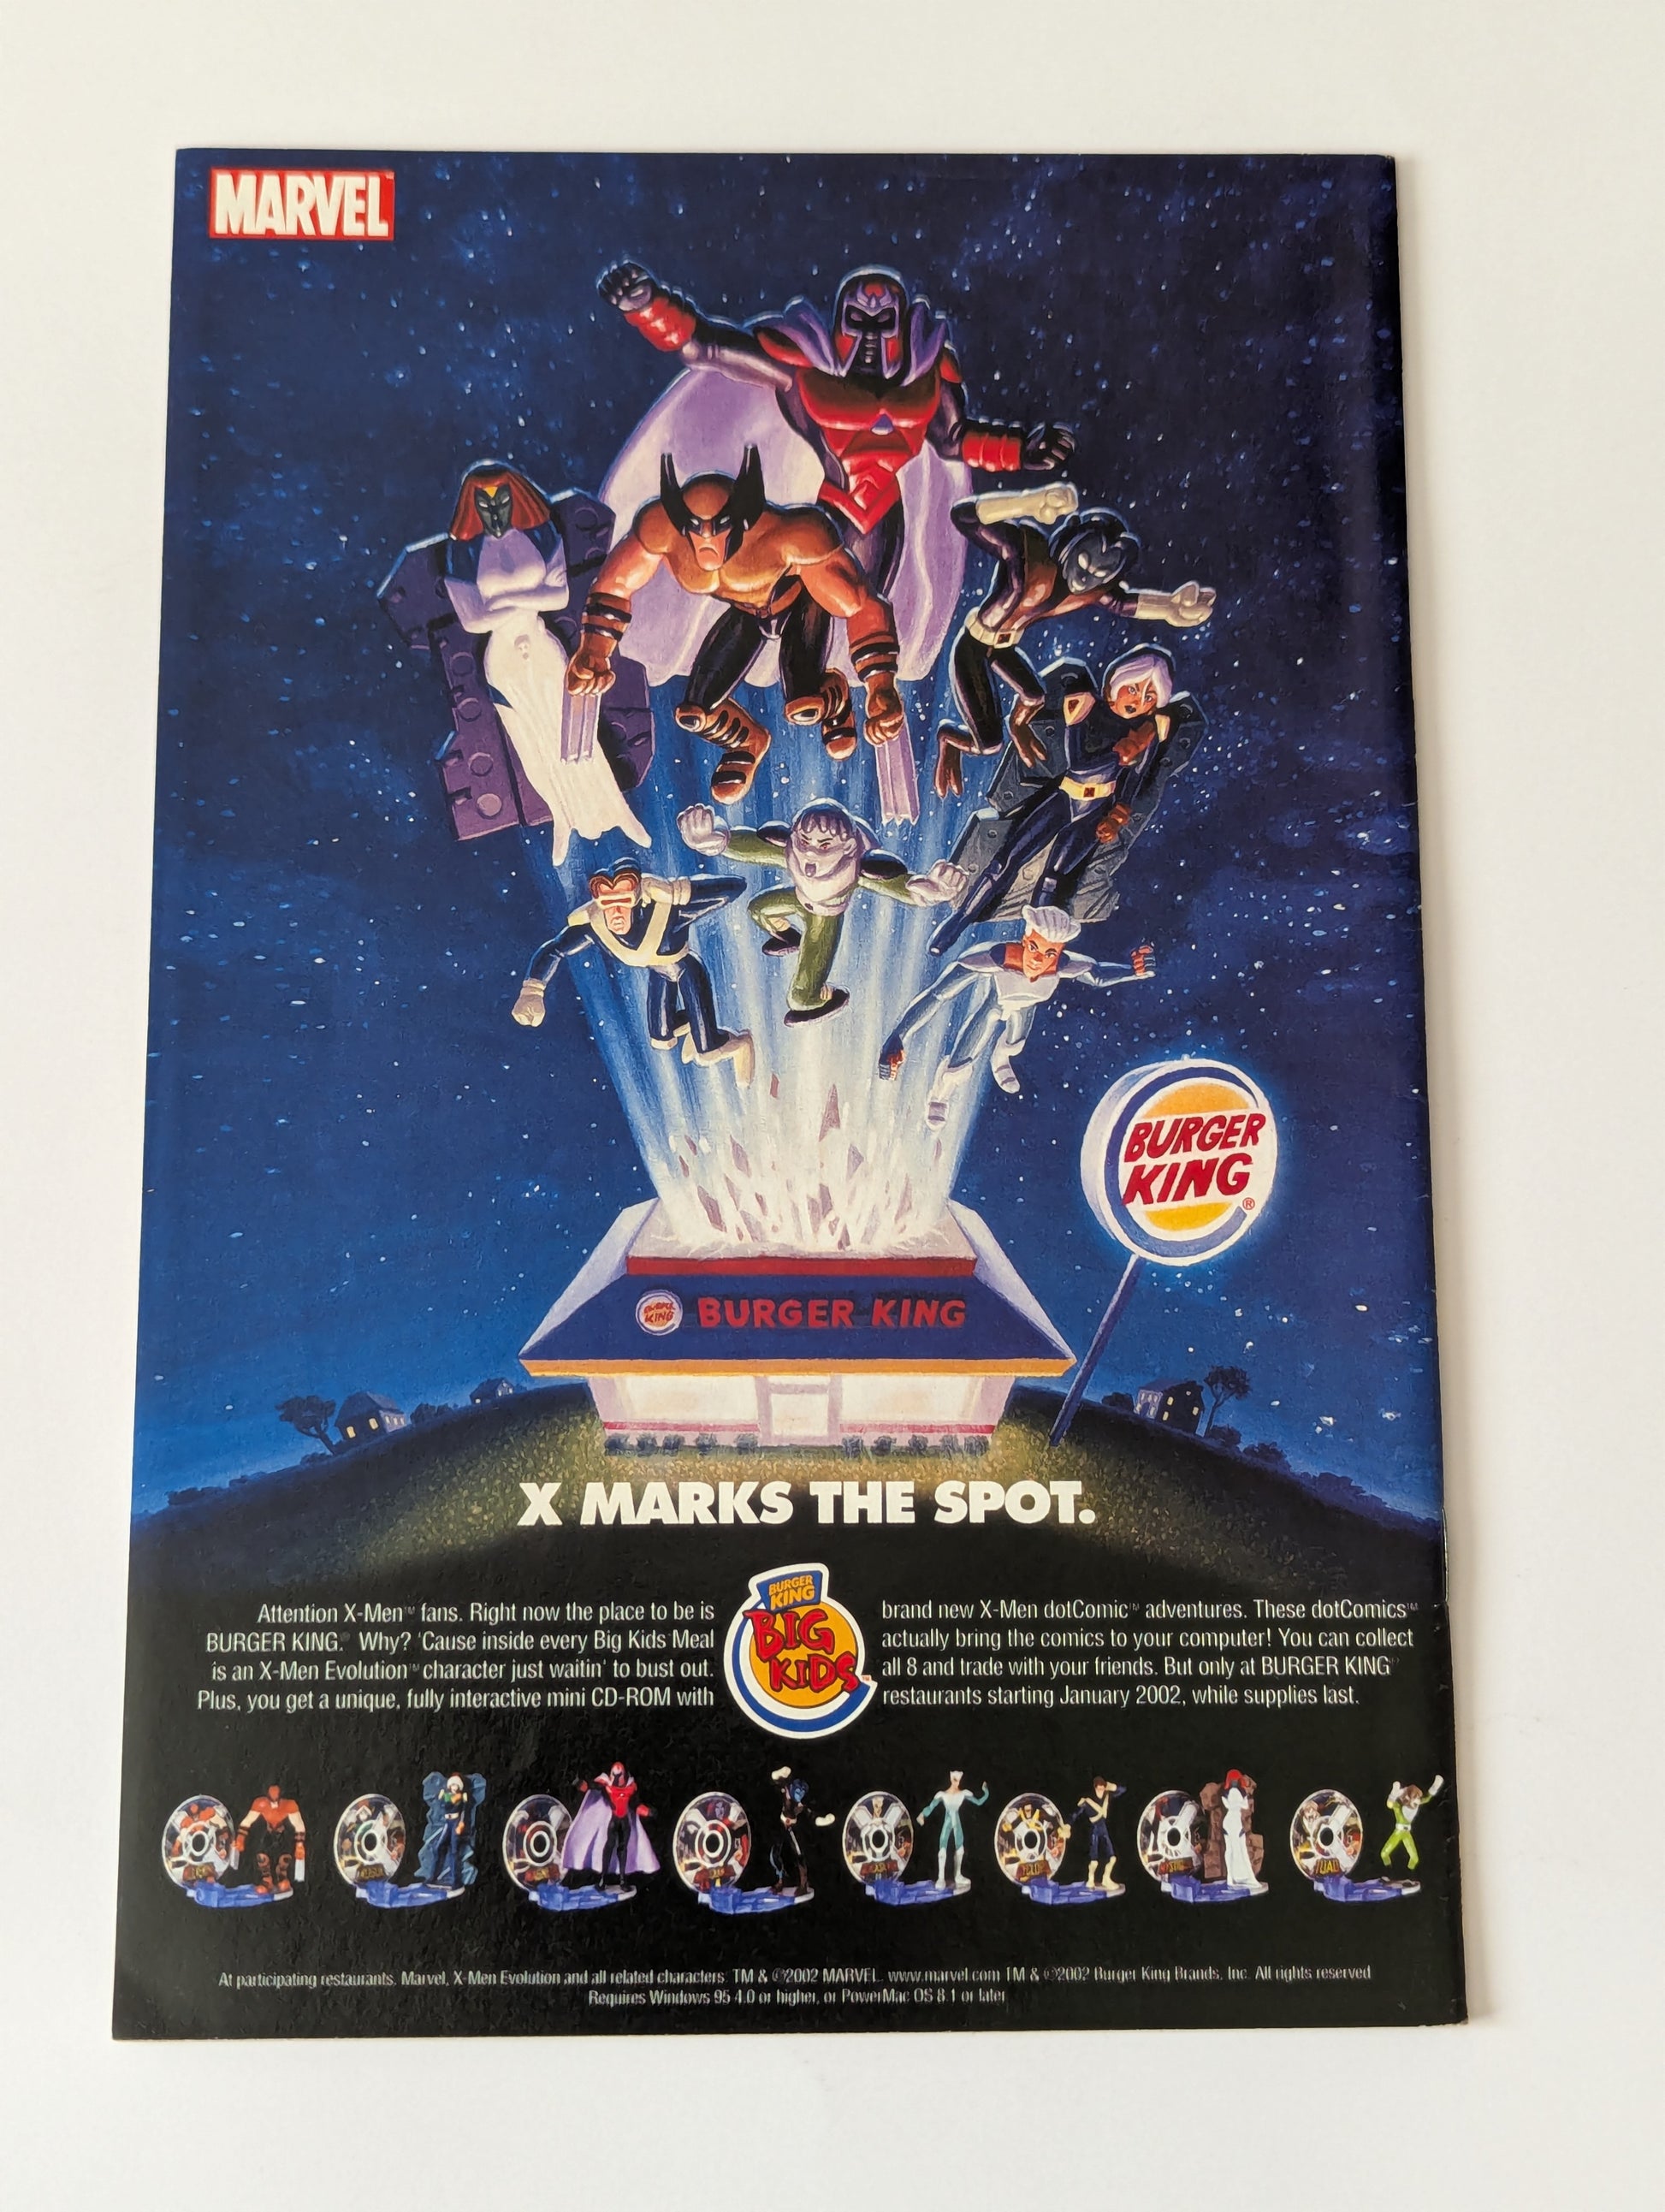 MARVEL
BURGER
KING
®
BURGER
KING
BURGER KING
X MARKS THE SPOT.
Attention X-Men™ fans. Right now the place to be is
BURGER KING.® Why? 'Cause inside every Big Kids Meal
is an X-Men Evolution™ character just waitin' to bust out.
Plus, you get a unique, fully interactive mini CD-ROM with
BURGER
KING
BIG
KIDS
brand new X-Men dotComic™ adventures. These dotComics™
actually bring the comics to your computer! You can collect
all 8 and trade with your friends. But only at BURGER KING®
restaurants starting January 2002, while supplies last.
At participating restaurants. Marvel, X-Men Evolution and all related characters: TM & ©2002 MARVEL. www.marvel.com TM & ©2002 Burger King Brands, Inc. All rights reserved
Requires Windows 95 4.0 or higher, or PowerMac OS 8.1 or later